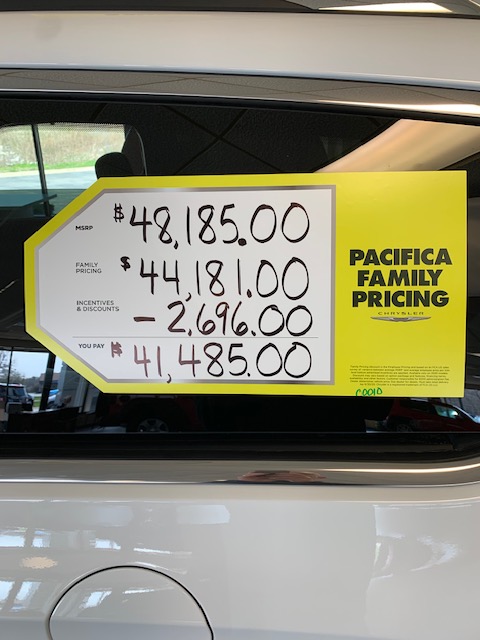 MSRP $48,185.00
FAMILY
PRICING $44,181.00
INCENTIVES
& DISCOUNTS - 2,696.00
YOU PAY $41,485.00
PACIFICA
FAMILY
PRICING
CHRYSLER
C0010